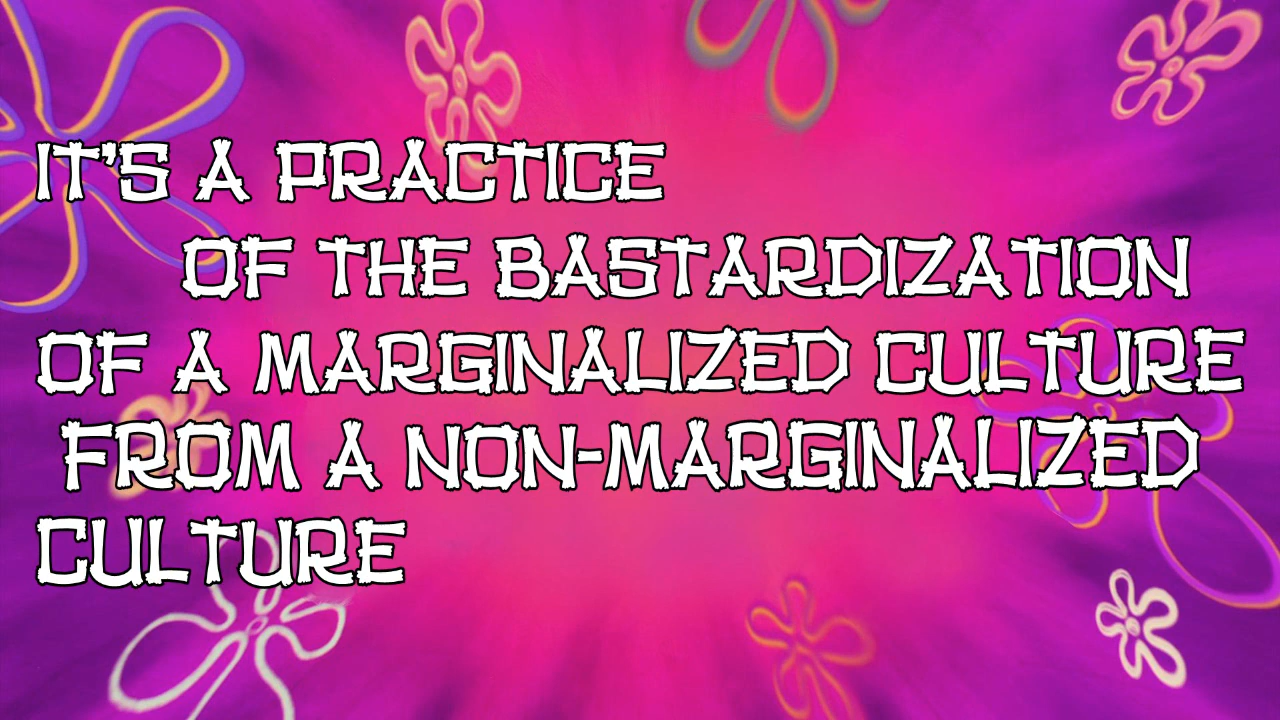 IT'S A PRACTICE
OF THE BASTARDIZATION
OF A MARGINALIZED CULTURE
FROM A NON-MARGINALIZED
CULTURE